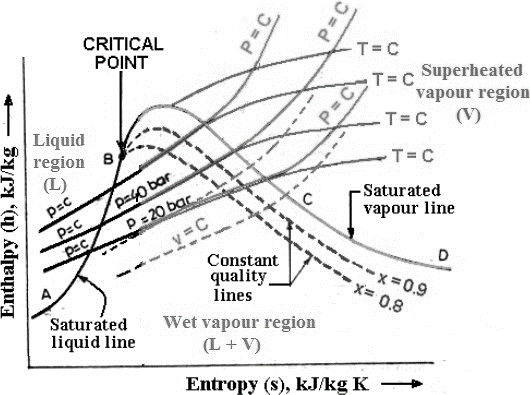 CRITICAL
POINT
P = C
P = C
T = C
T = C
Superheated
vapour region
(V)
P = C
T = C
T = C
Liquid
region
(L)
B
P=C
P=40 bar
P=C
P=20 bar
P=C
v = C
C
Saturated
vapour line
D
Constant
quality
lines
x = 0.9
x= 0.8
A
Saturated
liquid line
Wet vapour region
(L + V)
Enthalpy (h), kJ/kg
Entropy (s), kJ/kg K